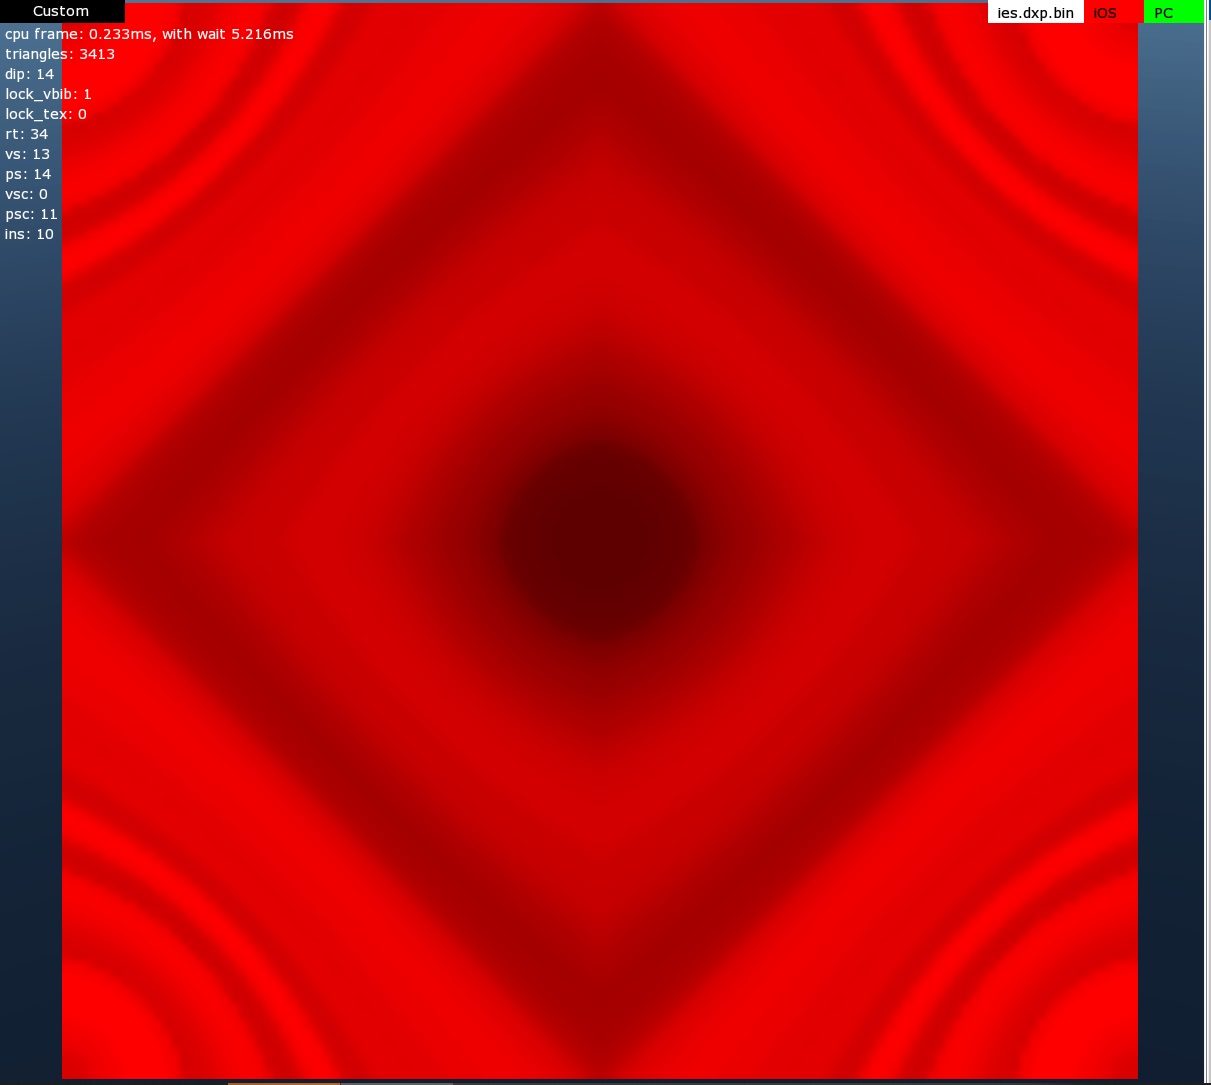 Custom
ies.dxp.bin iOS PC
cpu frame: 0.233ms, with wait 5.216ms
triangles: 3413
dip: 14
lock_vbib: 1
lock_tex: 0
rt: 34
vs: 13
ps: 14
vsc: 0
psc: 11
ins: 10